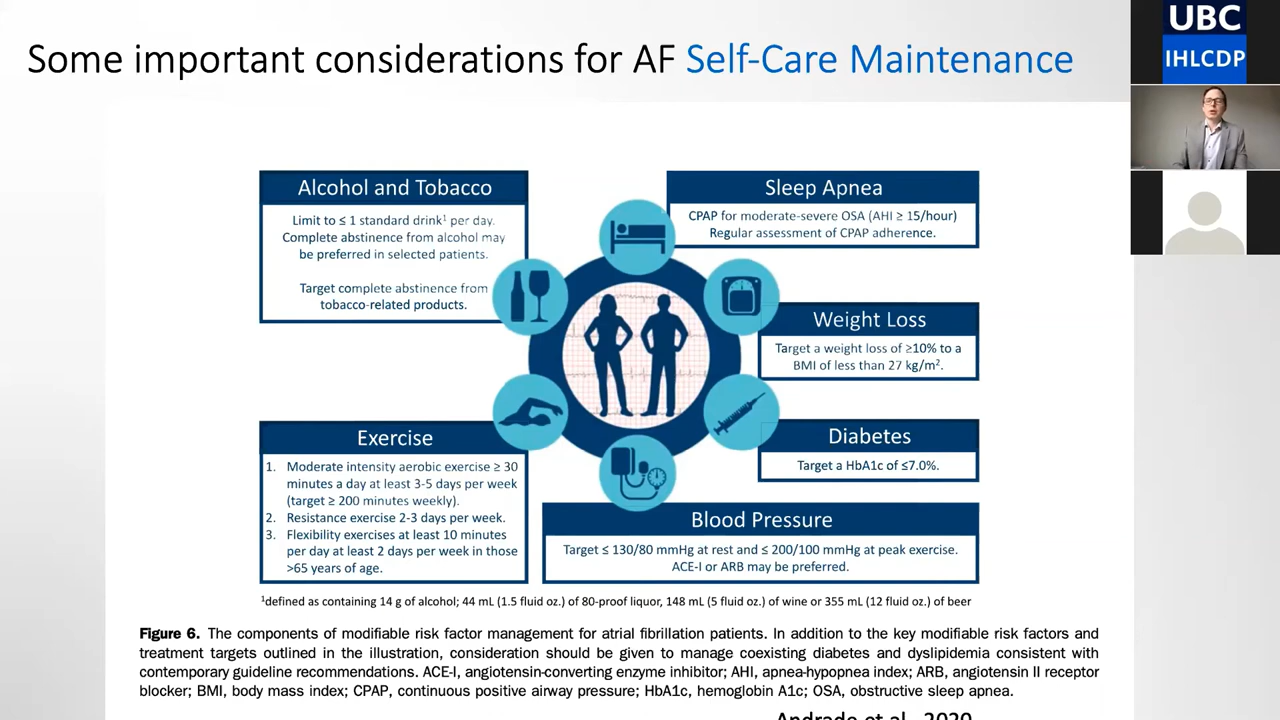 Some important considerations for AF Self-Care Maintenance
UBC
IHLCDP
Alcohol and Tobacco
Limit to ≤ 1 standard drink¹ per day.
Complete abstinence from alcohol may
be preferred in selected patients.
Target complete abstinence from
tobacco-related products.
Sleep Apnea
CPAP for moderate-severe OSA (AHI ≥ 15/hour)
Regular assessment of CPAP adherence.
Weight Loss
Target a weight loss of ≥10% to a
BMI of less than 27 kg/m².
Diabetes
Target a HbA1c of ≤7.0%.
Exercise
1. Moderate intensity aerobic exercise ≥ 30
minutes a day at least 3-5 days per week
(target ≥ 200 minutes weekly).
2. Resistance exercise 2-3 days per week.
3. Flexibility exercises at least 10 minutes
per day at least 2 days per week in those
>65 years of age.
Blood Pressure
Target ≤ 130/80 mmHg at rest and ≤ 200/100 mmHg at peak exercise.
ACE-I or ARB may be preferred.
¹defined as containing 14 g of alcohol; 44 mL (1.5 fluid oz.) of 80-proof liquor, 148 mL (5 fluid oz.) of wine or 355 mL (12 fluid oz.) of beer
Figure 6. The components of modifiable risk factor management for atrial fibrillation patients. In addition to the key modifiable risk factors and
treatment targets outlined in the illustration, consideration should be given to manage coexisting diabetes and dyslipidemia consistent with
contemporary guideline recommendations. ACE-I, angiotensin-converting enzyme inhibitor; AHI, apnea-hypopnea index; ARB, angiotensin II receptor
blocker; BMI, body mass index; CPAP, continuous positive airway pressure; HbA1c, hemoglobin A1c; OSA, obstructive sleep apnea.
Andrade et al., 2020